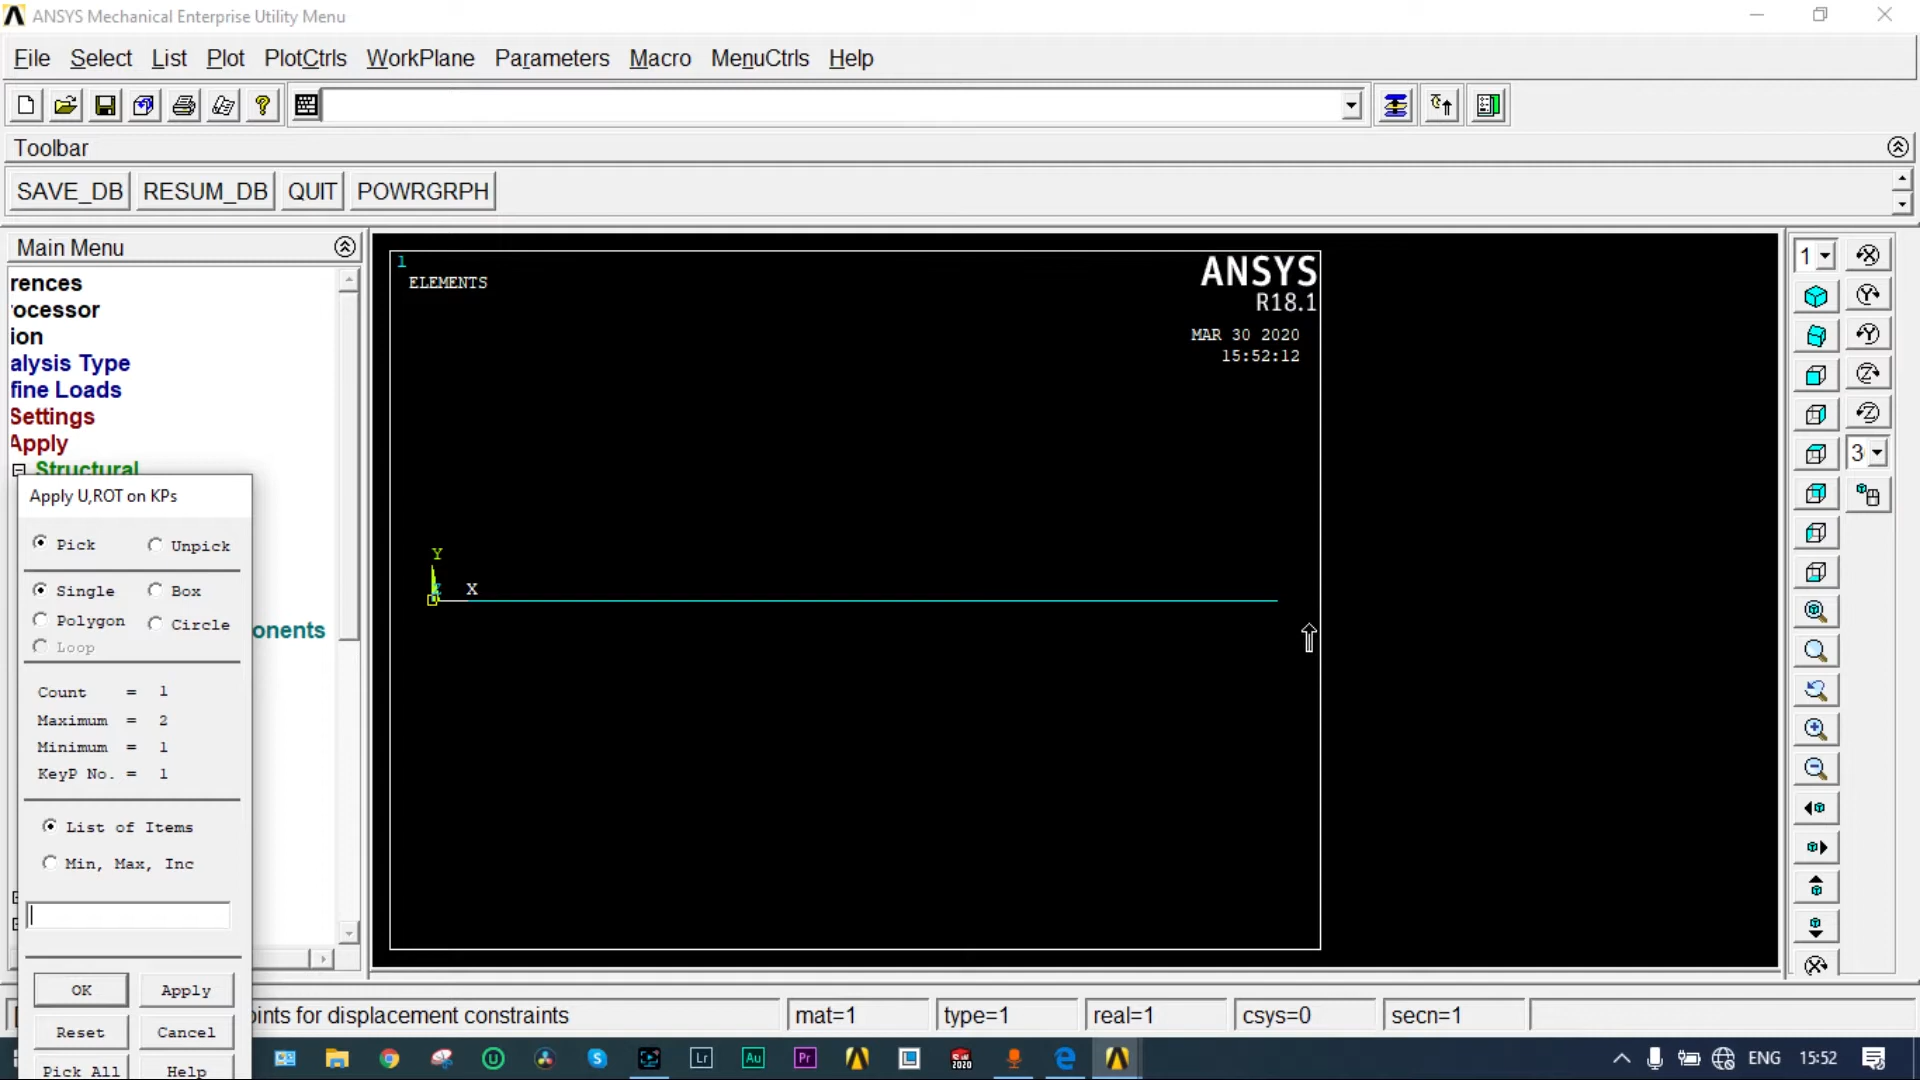 ANSYS Mechanical Enterprise Utility Menu
File Select List Plot PlotCtrls WorkPlane Parameters Macro MenuCtrls Help
Toolbar
SAVE_DB RESUM_DB QUIT POWRGRPH
Main Menu
rences
ocessor
ion
alysis Type
fine Loads
Settings
Apply
Structural
onents
Apply U,ROT on KPs
Pick Unpick
Single Box
Polygon Circle
Loop
Count = 1
Maximum = 2
Minimum = 1
KeyP No. = 1
List of Items
Min, Max, Inc
OK Apply
Reset Cancel
Pick All Help
1
ELEMENTS
ANSYS
R18.1
MAR 30 2020
15:52:12
Y
X
1
3
oints for displacement constraints
mat=1 type=1 real=1 csys=0 secn=1
Lr Au Pr
2020
ENG 15:52